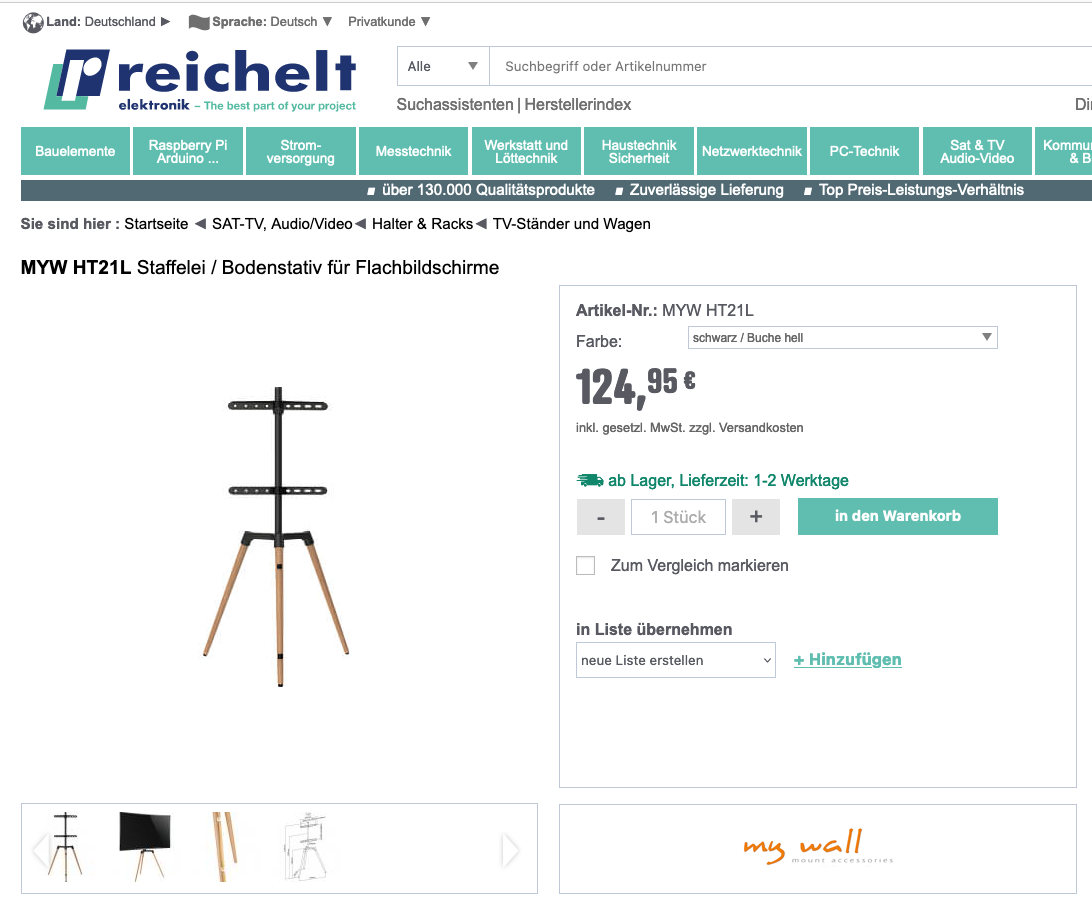 Land: Deutschland ▶ Sprache: Deutsch ▼ Privatkunde ▼
reichelt
elektronik – The best part of your project
Alle ▼ Suchbegriff oder Artikelnummer
Suchassistenten | Herstellerindex
Bauelemente
Raspberry Pi
Arduino ...
Strom-
versorgung
Messtechnik
Werkstatt und
Löttechnik
Haustechnik
Sicherheit
Netzwerktechnik
PC-Technik
Sat & TV
Audio-Video
Kommu
& B
■ über 130.000 Qualitätsprodukte ■ Zuverlässige Lieferung ■ Top Preis-Leistungs-Verhältnis
Sie sind hier : Startseite ◀ SAT-TV, Audio/Video ◀ Halter & Racks ◀ TV-Ständer und Wagen
MYW HT21L Staffelei / Bodenstativ für Flachbildschirme
Artikel-Nr.: MYW HT21L
Farbe: schwarz / Buche hell ▼
124,95 €
inkl. gesetzl. MwSt. zzgl. Versandkosten
ab Lager, Lieferzeit: 1-2 Werktage
- 1 Stück + in den Warenkorb
Zum Vergleich markieren
in Liste übernehmen
neue Liste erstellen + Hinzufügen
my wall
mount accessories